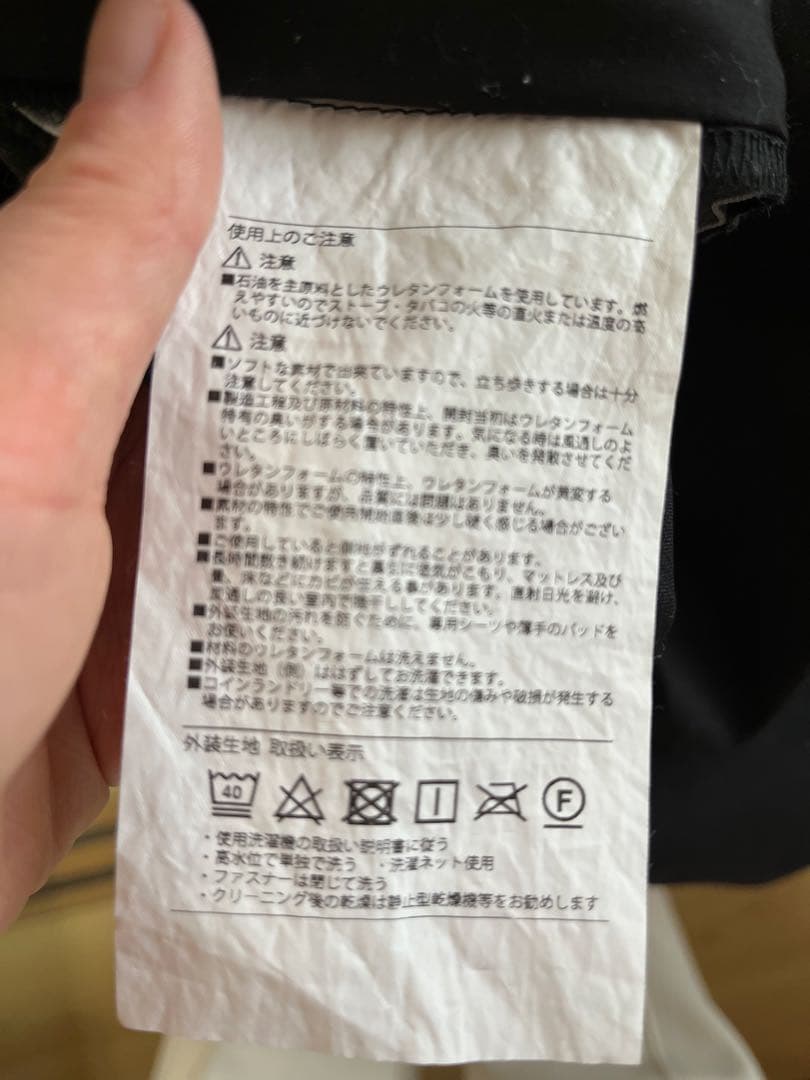 使用上のご注意
⚠ 注意
■石油を主原料としたウレタンフォームを使用しています。燃
えやすいのでストーブ・タバコの火等の直火または温度の高
いものに近づけないでください。
⚠ 注意
■ソフトな素材で出来ていますので、立ち歩きする場合は十分
注意してください。
■製造工程及び原材料の特性上、開封当初はウレタンフォーム
特有の臭いがする場合があります。気になる時は風通しのよ
いところにしばらく置いていただき、臭いを発散させてくだ
さい。
■ウレタンフォームの特性上、ウレタンフォームが黄変する
場合がありますが、品質には問題はありません。
■素材の特性でご使用開始直後は少し硬く感じる場合がござい
ます。
■ご使用していると側地がずれることがあります。
■長時間敷き続けますと裏側に湿気がこもり、マットレス及び
畳、床などにカビが生える事があります。直射日光を避け、
風通しの良い室内で陰干ししてください。
■外装生地の汚れを防ぐために、専用シーツや薄手のパッドを
お使いください。
■材料のウレタンフォームは洗えません。
■外装生地（側）ははずしてお洗濯できます。
■コインランドリー等での洗濯は生地の傷みや破損が発生する
場合がありますのでご注意ください。
外装生地 取扱い表示
40 F
・使用洗濯機の取扱い説明書に従う
・高水位で単独で洗う ・洗濯ネット使用
・ファスナーは閉じて洗う
・クリーニング後の乾燥は静止型乾燥機等をお勧めします